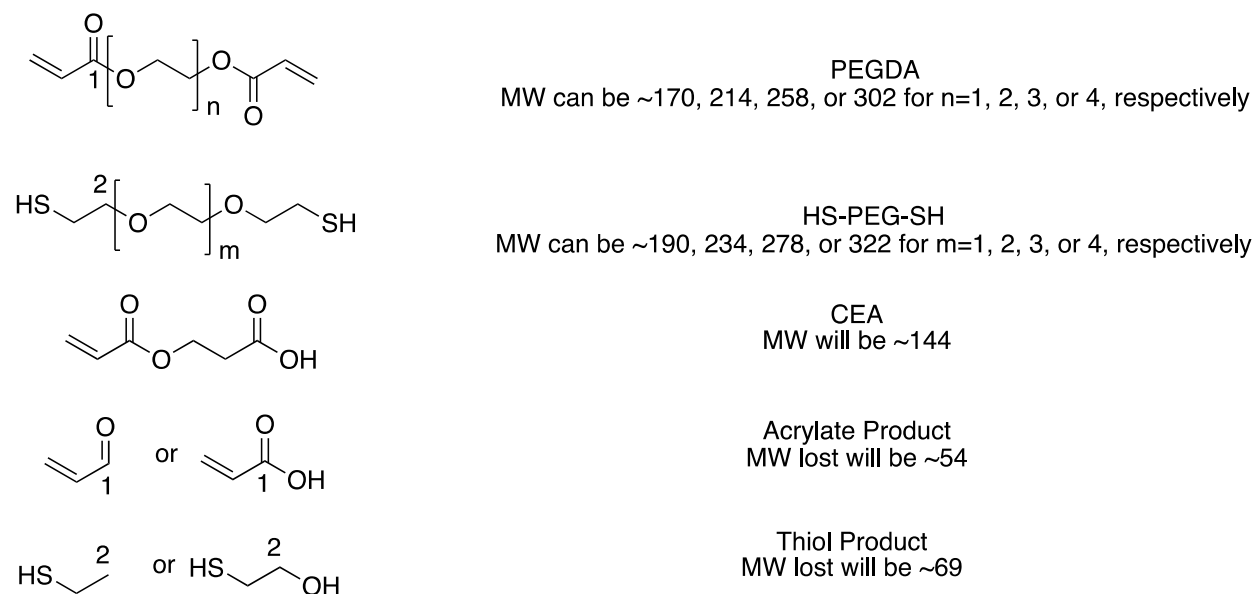 O
1
O
O
O
n
PEGDA
MW can be ~170, 214, 258, or 302 for n=1, 2, 3, or 4, respectively
HS
2
O
O
SH
m
HS-PEG-SH
MW can be ~190, 234, 278, or 322 for m=1, 2, 3, or 4, respectively
O
O
O
OH
CEA
MW will be ~144
O
1
or
O
1
OH
Acrylate Product
MW lost will be ~54
HS
2
or
HS
2
OH
Thiol Product
MW lost will be ~69